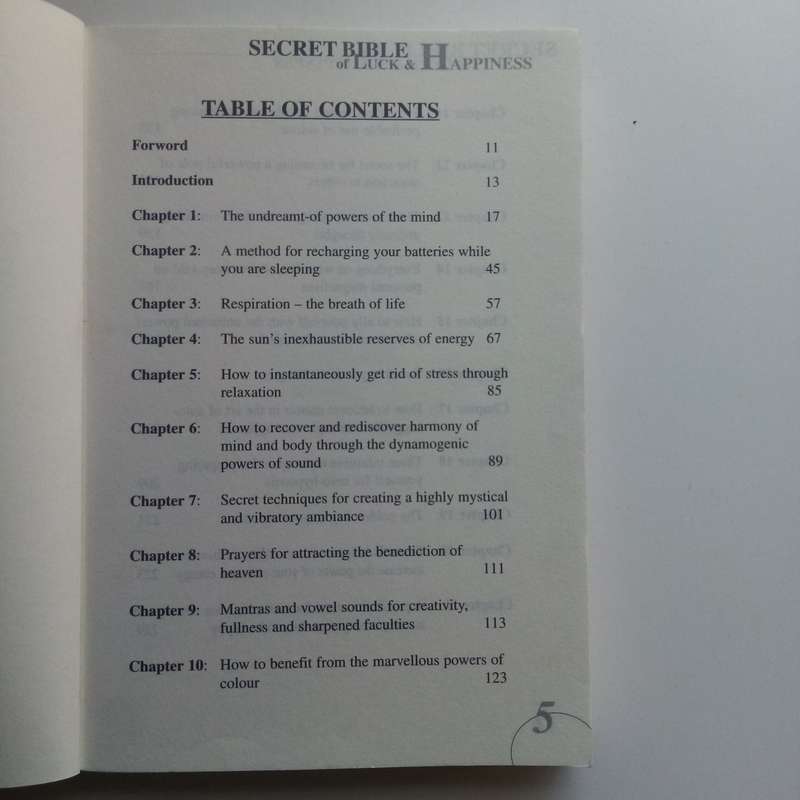 SECRET BIBLE
of LUCK & HAPPINESS
TABLE OF CONTENTS
Forword 11
Introduction 13
Chapter 1: The undreamt-of powers of the mind 17
Chapter 2: A method for recharging your batteries while
you are sleeping 45
Chapter 3: Respiration – the breath of life 57
Chapter 4: The sun's inexhaustible reserves of energy 67
Chapter 5: How to instantaneously get rid of stress through
relaxation 85
Chapter 6: How to recover and rediscover harmony of
mind and body through the dynamogenic
powers of sound 89
Chapter 7: Secret techniques for creating a highly mystical
and vibratory ambiance 101
Chapter 8: Prayers for attracting the benediction of
heaven 111
Chapter 9: Mantras and vowel sounds for creativity,
fullness and sharpened faculties 113
Chapter 10: How to benefit from the marvellous powers of
colour 123
5